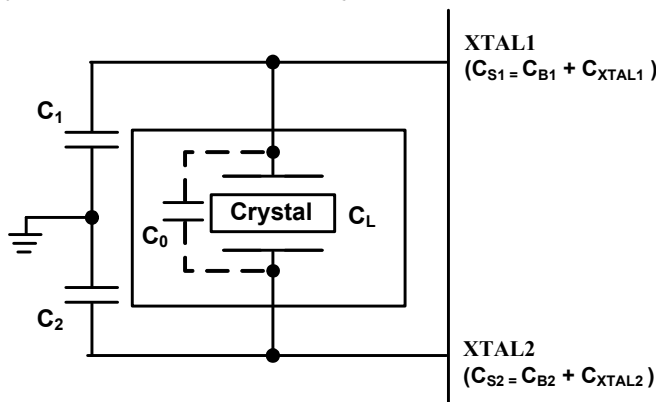 XTAL1
(CS1 = CB1 + CXTAL1 )
C1
Crystal
CL
C0
C2
XTAL2
(CS2 = CB2 + CXTAL2 )